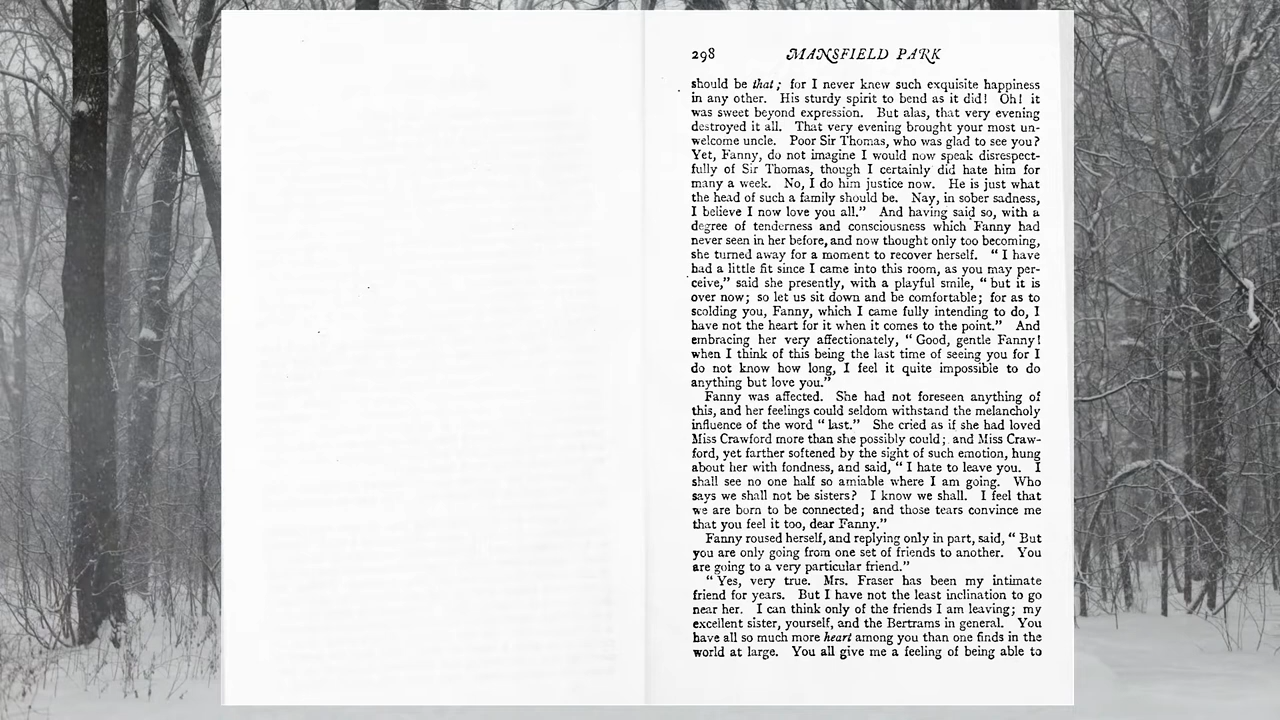 298 MANSFIELD PARK
should be that; for I never knew such exquisite happiness
in any other. His sturdy spirit to bend as it did! Oh! it
was sweet beyond expression. But alas, that very evening
destroyed it all. That very evening brought your most un-
welcome uncle. Poor Sir Thomas, who was glad to see you?
Yet, Fanny, do not imagine I would now speak disrespect-
fully of Sir Thomas, though I certainly did hate him for
many a week. No, I do him justice now. He is just what
the head of such a family should be. Nay, in sober sadness,
I believe I now love you all.” And having said so, with a
degree of tenderness and consciousness which Fanny had
never seen in her before, and now thought only too becoming,
she turned away for a moment to recover herself. “ I have
had a little fit since I came into this room, as you may per-
ceive,” said she presently, with a playful smile, “ but it is
over now; so let us sit down and be comfortable; for as to
scolding you, Fanny, which I came fully intending to do, I
have not the heart for it when it comes to the point.” And
embracing her very affectionately, “ Good, gentle Fanny!
when I think of this being the last time of seeing you for I
do not know how long, I feel it quite impossible to do
anything but love you.”
Fanny was affected. She had not foreseen anything of
this, and her feelings could seldom withstand the melancholy
influence of the word “ last.” She cried as if she had loved
Miss Crawford more than she possibly could; and Miss Craw-
ford, yet farther softened by the sight of such emotion, hung
about her with fondness, and said, “ I hate to leave you. I
shall see no one half so amiable where I am going. Who
says we shall not be sisters? I know we shall. I feel that
we are born to be connected; and those tears convince me
that you feel it too, dear Fanny.”
Fanny roused herself, and replying only in part, said, “ But
you are only going from one set of friends to another. You
are going to a very particular friend.”
“ Yes, very true. Mrs. Fraser has been my intimate
friend for years. But I have not the least inclination to go
near her. I can think only of the friends I am leaving; my
excellent sister, yourself, and the Bertrams in general. You
have all so much more heart among you than one finds in the
world at large. You all give me a feeling of being able to